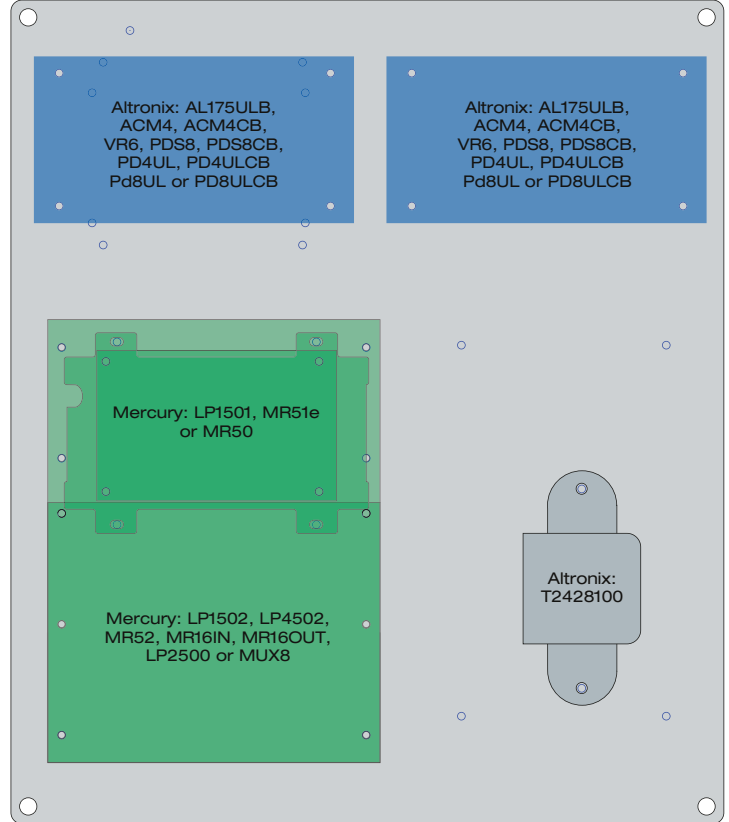 Altronix: AL175ULB,
ACM4, ACM4CB,
VR6, PDS8, PDS8CB,
PD4UL, PD4ULCB
Pd8UL or PD8ULCB
Altronix: AL175ULB,
ACM4, ACM4CB,
VR6, PDS8, PDS8CB,
PD4UL, PD4ULCB
Pd8UL or PD8ULCB
Mercury: LP1501, MR51e
or MR50
Mercury: LP1502, LP4502,
MR52, MR16IN, MR16OUT,
LP2500 or MUX8
Altronix:
T2428100